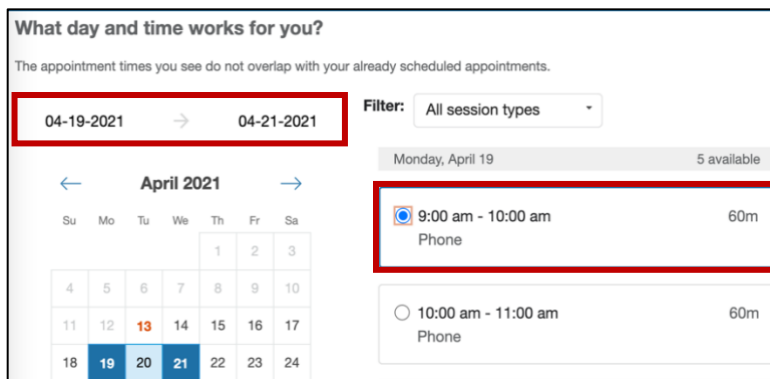 What day and time works for you?
The appointment times you see do not overlap with your already scheduled appointments.
04-19-2021 → 04-21-2021
Filter: All session types
← April 2021 →
Su Mo Tu We Th Fr Sa
1 2 3
4 5 6 7 8 9 10
11 12 13 14 15 16 17
18 19 20 21 22 23 24
Monday, April 19 5 available
9:00 am - 10:00 am 60m
Phone
10:00 am - 11:00 am 60m
Phone